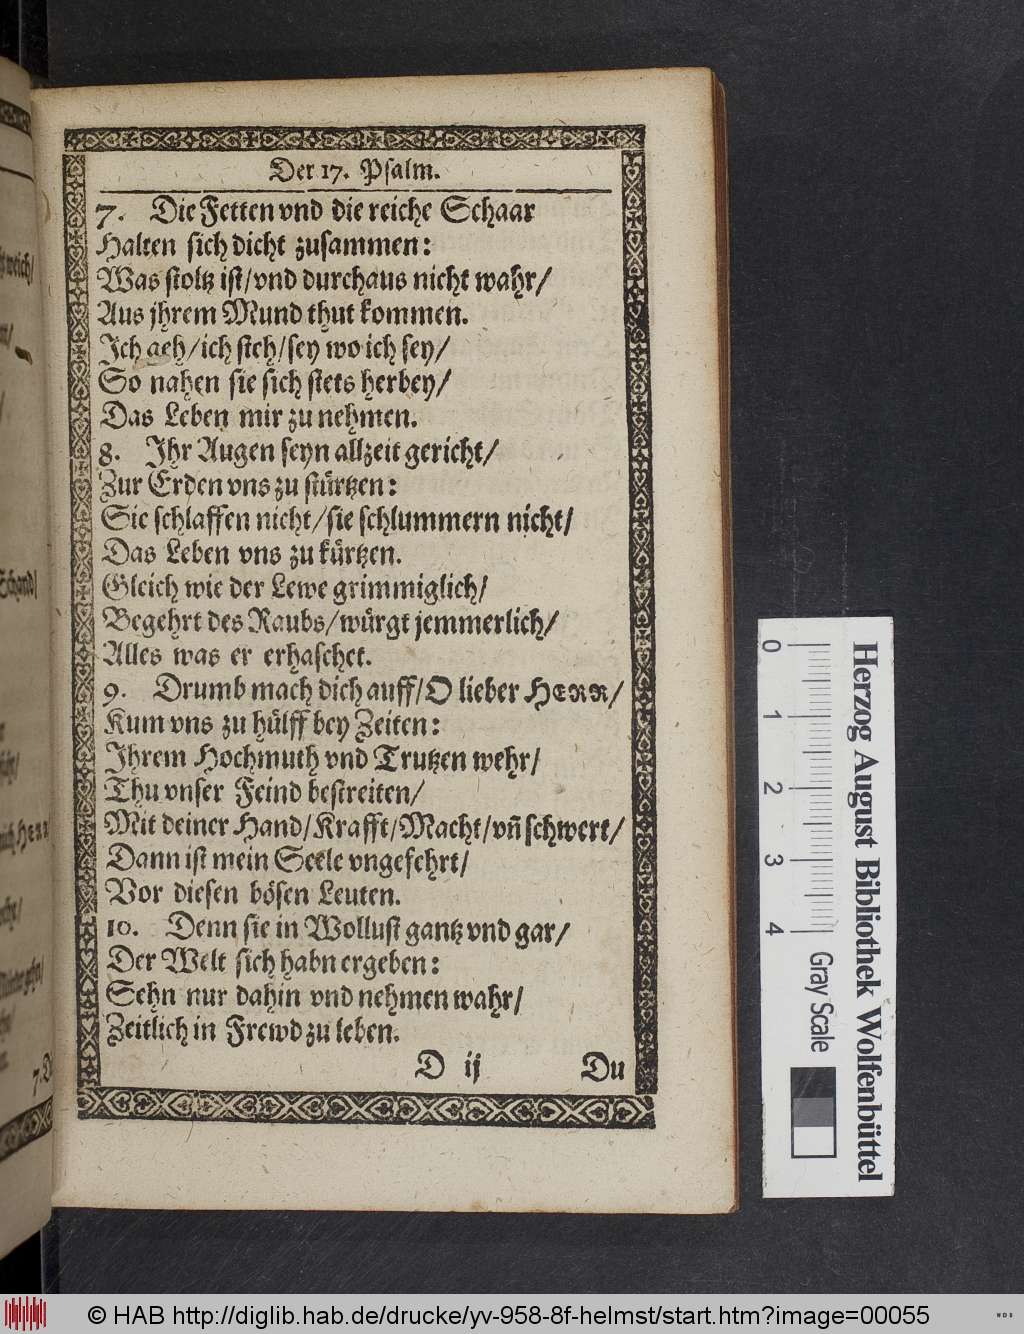 Der 17. Psalm.
7. Die Fetten vnd die reiche Schaar
Halten sich dicht zusammen:
Was stoltz ist/vnd durchaus nicht wahr/
Aus jhrem Mund thut kommen.
Ich geh/ich steh/sey wo ich sey/
So nahen sie sich stets herbey/
Das Leben mir zu nehmen.
8. Ihr Augen seyn allzeit gericht/
Zur Erden vns zu stürtzen:
Sie schlaffen nicht/sie schlummern nicht/
Das Leben vns zu kürtzen.
Gleich wie der Lewe grimmiglich/
Begehrt des Raubs/würgt jemmerlich/
Alles was er erhaschet.
9. Drumb mach dich auff/O lieber HERR/
Kum vns zu hülff bey Zeiten:
Ihrem Hochmuth vnd Trutzen wehr/
Thu vnser Feind bestreiten/
Mit deiner Hand/Krafft/Macht/vñ schwert/
Dann ist mein Seele vngefehrt/
Vor diesen bösen Leuten.
10. Denn sie in Wollust gantz vnd gar/
Der Welt sich habn ergeben:
Sehn nur dahin vnd nehmen wahr/
Zeitlich in Frewd zu leben.
D ij Du
Herzog August Bibliothek Wolfenbüttel
0 1 2 3 4
Gray Scale
© HAB http://diglib.hab.de/drucke/yv-958-8f-helmst/start.htm?image=00055